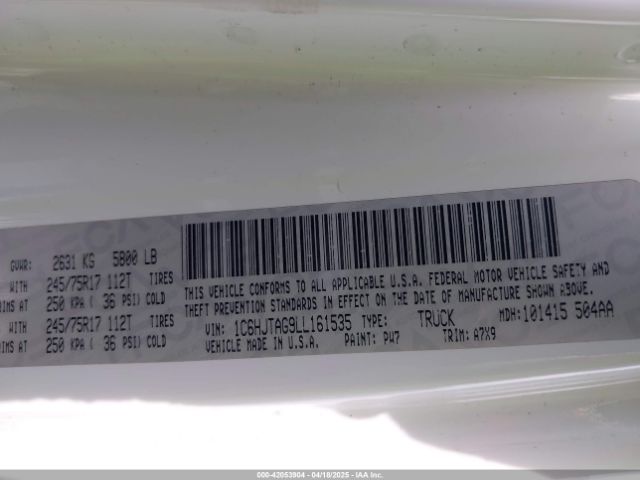 GVWR: 2631 KG 5800 LB
WITH 245/75R17 112T TIRES
RIMS AT 250 KPA ( 36 PSI) COLD
WITH 245/75R17 112T TIRES
RIMS AT 250 KPA ( 36 PSI) COLD
THIS VEHICLE CONFORMS TO ALL APPLICABLE U.S.A. FEDERAL MOTOR VEHICLE SAFETY AND
THEFT PREVENTION STANDARDS IN EFFECT ON THE DATE OF MANUFACTURE SHOWN ABOVE.
VIN: 1C6HJTAG9LL161535 TYPE: TRUCK MDH: 101415 504AA
VEHICLE MADE IN U.S.A. PAINT: PW7 TRIM: A7X9
000-42053904 - 04/18/2025 - IAA Inc.